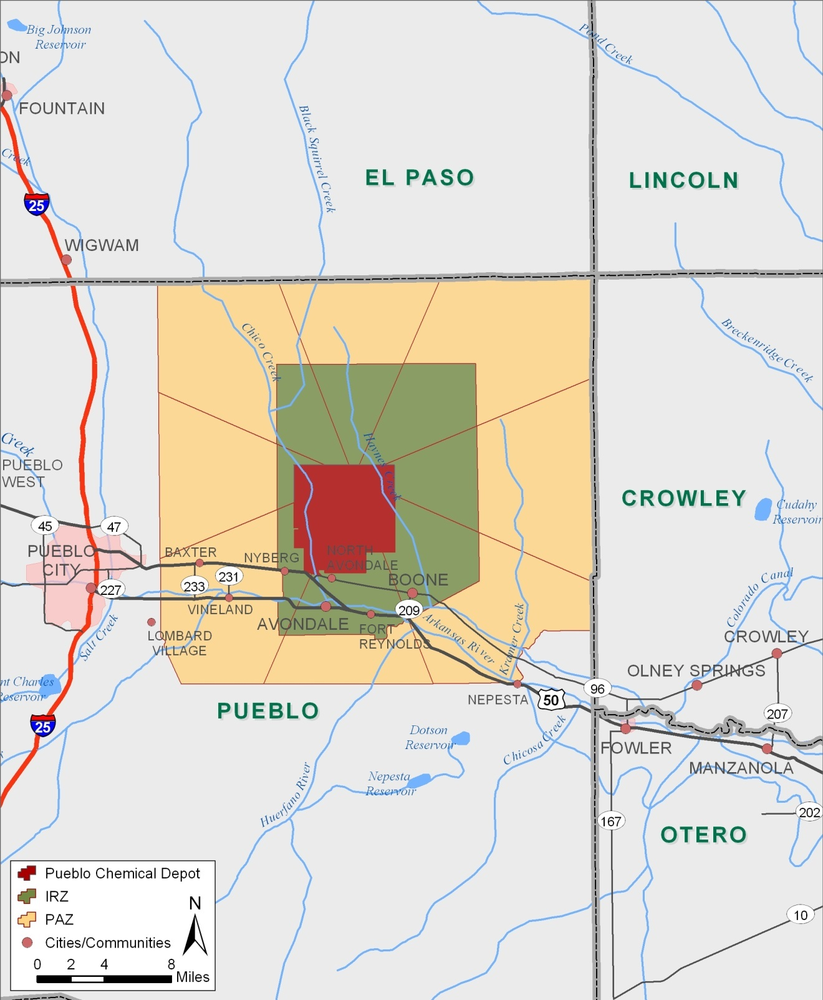 Big Johnson
Reservoir
ON
FOUNTAIN
Creek
25
WIGWAM
Black Squirrel Creek
Pond Creek
EL PASO
LINCOLN
Chico Creek
Breckenridge Creek
Haynes Creek
Creek
PUEBLO
WEST
45
47
PUEBLO
CITY
227
BAXTER
NYBERG
NORTH
AVONDALE
231
233
BOONE
VINELAND
209
AVONDALE
FORT
REYNOLDS
LOMBARD
VILLAGE
Salt Creek
Arkansas River
Kramer Creek
CROWLEY
Cudahy
Reservoir
Colorado Canal
CROWLEY
OLNEY SPRINGS
nt Charles
Reservoir
25
PUEBLO
NEPESTA
50
96
207
FOWLER
MANZANOLA
Dotson
Reservoir
Chicosa Creek
Nepesta
Reservoir
Huerfano River
167
202
OTERO
10
Pueblo Chemical Depot
IRZ
PAZ
Cities/Communities
N
0 2 4 8
Miles